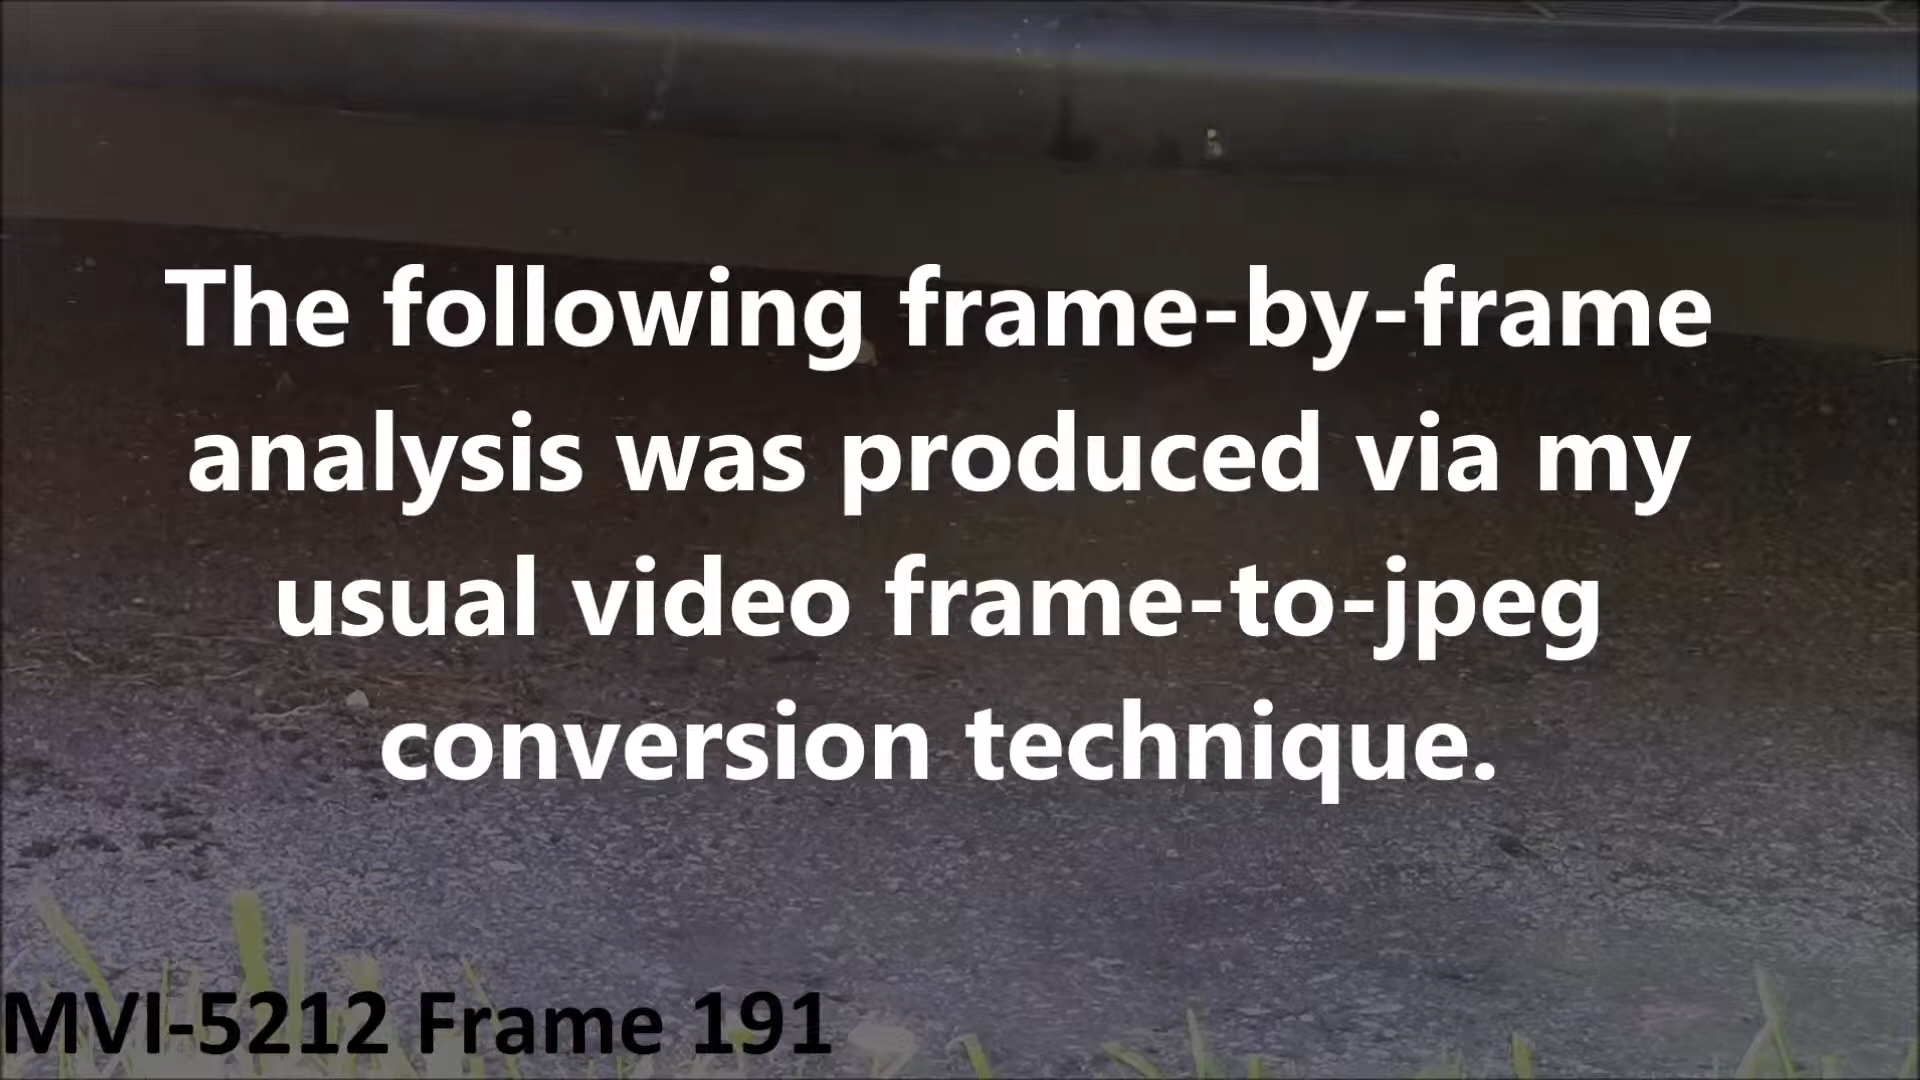 The following frame-by-frame
analysis was produced via my
usual video frame-to-jpeg
conversion technique.
MVI-5212 Frame 191